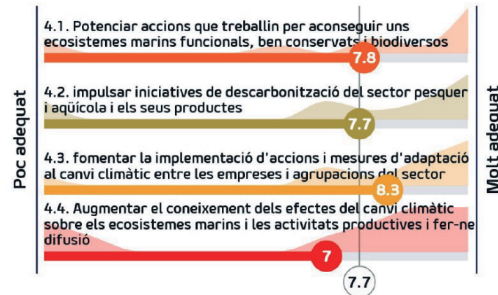 Poc adequat
4.1. Potenciar accions que treballin per aconseguir uns
ecosistemes marins funcionals, ben conservats i biodiversos
7.8
4.2. impulsar iniciatives de descarbonització del sector pesquer
i aqüícola i els seus productes
7.7
4.3. fomentar la implementació d'accions i mesures d'adaptació
al canvi climàtic entre les empreses i agrupacions del sector
8.3
4.4. Augmentar el coneixement dels efectes del canvi climàtic
sobre els ecosistemes marins i les activitats productives i fer-ne
difusió
7
7.7
Molt adequat